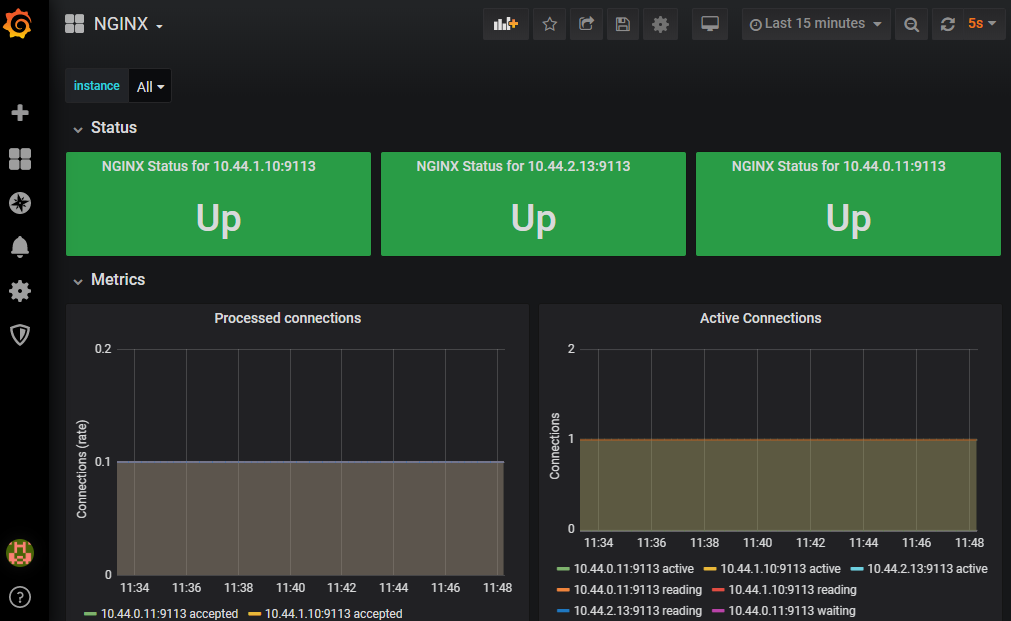 NGINX
Last 15 minutes
5s
instance All
Status
NGINX Status for 10.44.1.10:9113
Up
NGINX Status for 10.44.2.13:9113
Up
NGINX Status for 10.44.0.11:9113
Up
Metrics
Processed connections
Connections (rate)
0.2
0.1
0
11:34 11:36 11:38 11:40 11:42 11:44 11:46 11:48
10.44.0.11:9113 accepted 10.44.1.10:9113 accepted
Active Connections
Connections
2
1
0
11:34 11:36 11:38 11:40 11:42 11:44 11:46 11:48
10.44.0.11:9113 active 10.44.1.10:9113 active 10.44.2.13:9113 active
10.44.0.11:9113 reading 10.44.1.10:9113 reading
10.44.2.13:9113 reading 10.44.0.11:9113 waiting
?